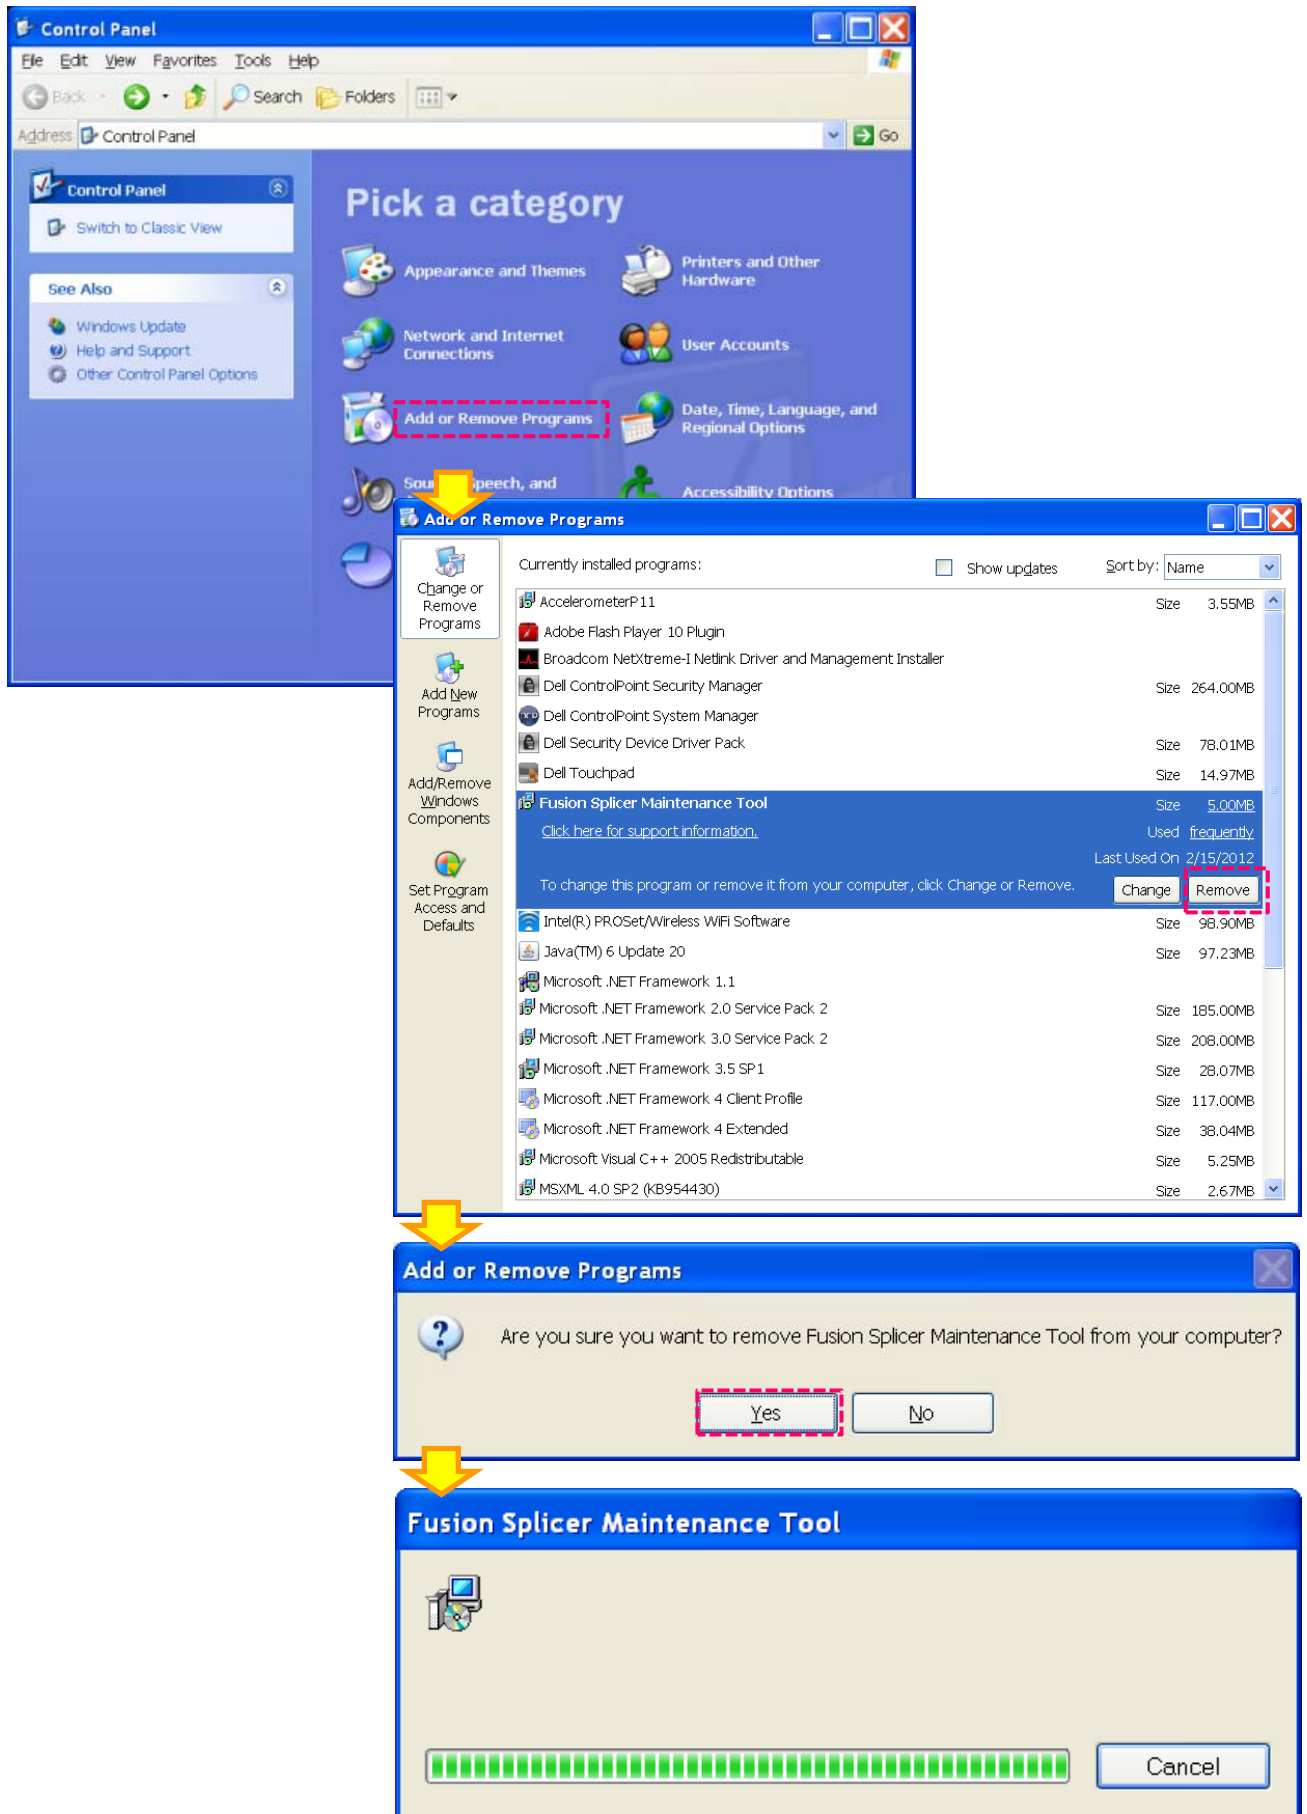 Control Panel
File Edit View Favorites Tools Help
Back Search Folders
Address Control Panel Go
Control Panel
Switch to Classic View
See Also
Windows Update
Help and Support
Other Control Panel Options
Pick a category
Appearance and Themes
Printers and Other
Hardware
Network and Internet
Connections
User Accounts
Add or Remove Programs
Date, Time, Language, and
Regional Options
Speech, and
Accessibility Options
Add or Remove Programs
Change or
Remove
Programs
Add New
Programs
Add/Remove
Windows
Components
Set Program
Access and
Defaults
Currently installed programs: Show updates Sort by: Name
AccelerometerP11 Size 3.55MB
Adobe Flash Player 10 Plugin
Broadcom NetXtreme-I Netlink Driver and Management Installer
Dell ControlPoint Security Manager Size 264.00MB
Dell ControlPoint System Manager
Dell Security Device Driver Pack Size 78.01MB
Dell Touchpad Size 14.97MB
Fusion Splicer Maintenance Tool Size 5.00MB
Click here for support information. Used frequently
Last Used On 2/15/2012
To change this program or remove it from your computer, click Change or Remove. Change Remove
Intel(R) PROSet/Wireless WiFi Software Size 98.90MB
Java(TM) 6 Update 20 Size 97.23MB
Microsoft .NET Framework 1.1
Microsoft .NET Framework 2.0 Service Pack 2 Size 185.00MB
Microsoft .NET Framework 3.0 Service Pack 2 Size 208.00MB
Microsoft .NET Framework 3.5 SP1 Size 28.07MB
Microsoft .NET Framework 4 Client Profile Size 117.00MB
Microsoft .NET Framework 4 Extended Size 38.04MB
Microsoft Visual C++ 2005 Redistributable Size 5.25MB
MSXML 4.0 SP2 (KB954430) Size 2.67MB
Add or Remove Programs
Are you sure you want to remove Fusion Splicer Maintenance Tool from your computer?
Yes No
Fusion Splicer Maintenance Tool
Cancel